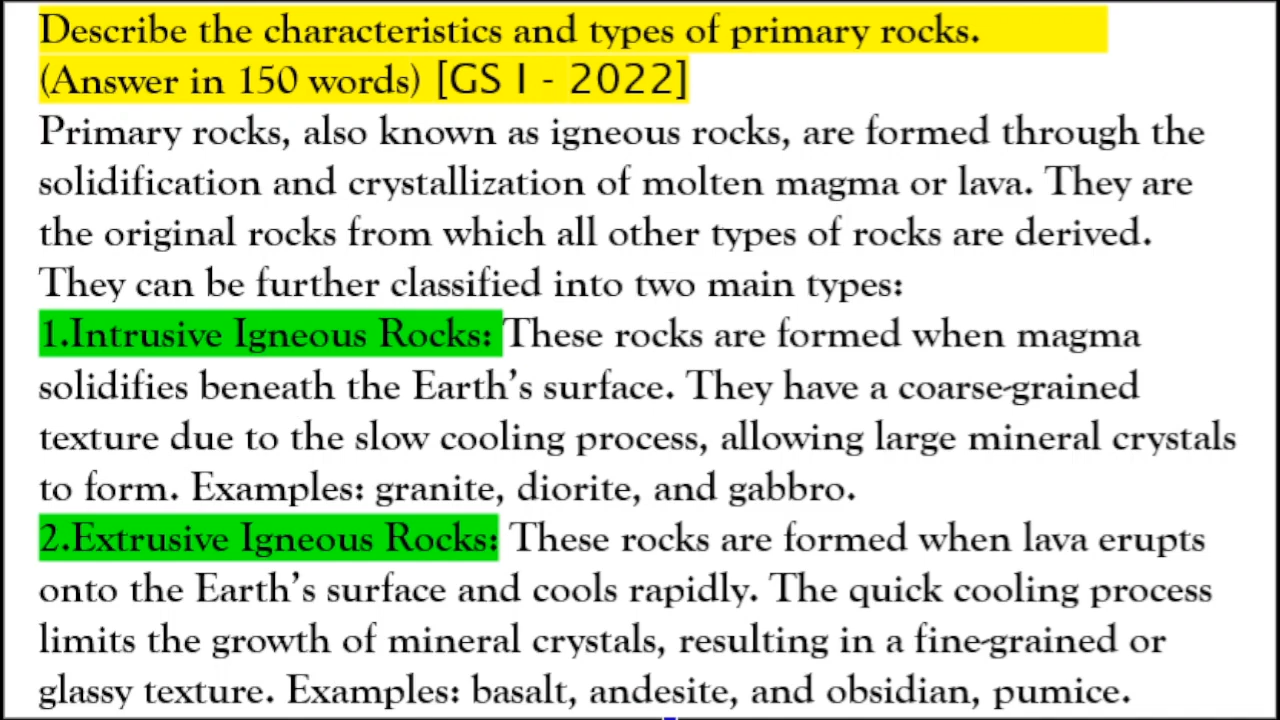 Describe the characteristics and types of primary rocks.
(Answer in 150 words) [GS I - 2022]
Primary rocks, also known as igneous rocks, are formed through the
solidification and crystallization of molten magma or lava. They are
the original rocks from which all other types of rocks are derived.
They can be further classified into two main types:
1.Intrusive Igneous Rocks: These rocks are formed when magma
solidifies beneath the Earth’s surface. They have a coarse-grained
texture due to the slow cooling process, allowing large mineral crystals
to form. Examples: granite, diorite, and gabbro.
2.Extrusive Igneous Rocks: These rocks are formed when lava erupts
onto the Earth’s surface and cools rapidly. The quick cooling process
limits the growth of mineral crystals, resulting in a fine-grained or
glassy texture. Examples: basalt, andesite, and obsidian, pumice.